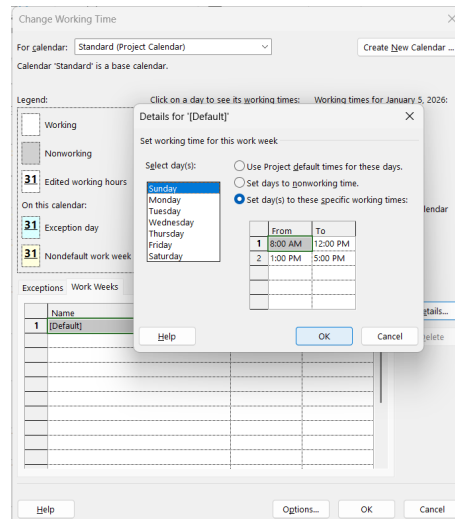 Change Working Time
For calendar: Standard (Project Calendar)
Create New Calendar ...
Calendar 'Standard' is a base calendar.
Legend:
Click on a day to see its working times:
Working times for January 5, 2026:
Working
Nonworking
31 Edited working hours
On this calendar:
31 Exception day
31 Nondefault work week
Details for '[Default]'
Set working time for this work week
Select day(s):
Sunday
Monday
Tuesday
Wednesday
Thursday
Friday
Saturday
Use Project default times for these days.
Set days to nonworking time.
Set day(s) to these specific working times:
From To
1 8:00 AM 12:00 PM
2 1:00 PM 5:00 PM
Help
OK
Cancel
lendar
Exceptions Work Weeks
Name
1 [Default]
etails...
elete
Help
Options...
OK
Cancel